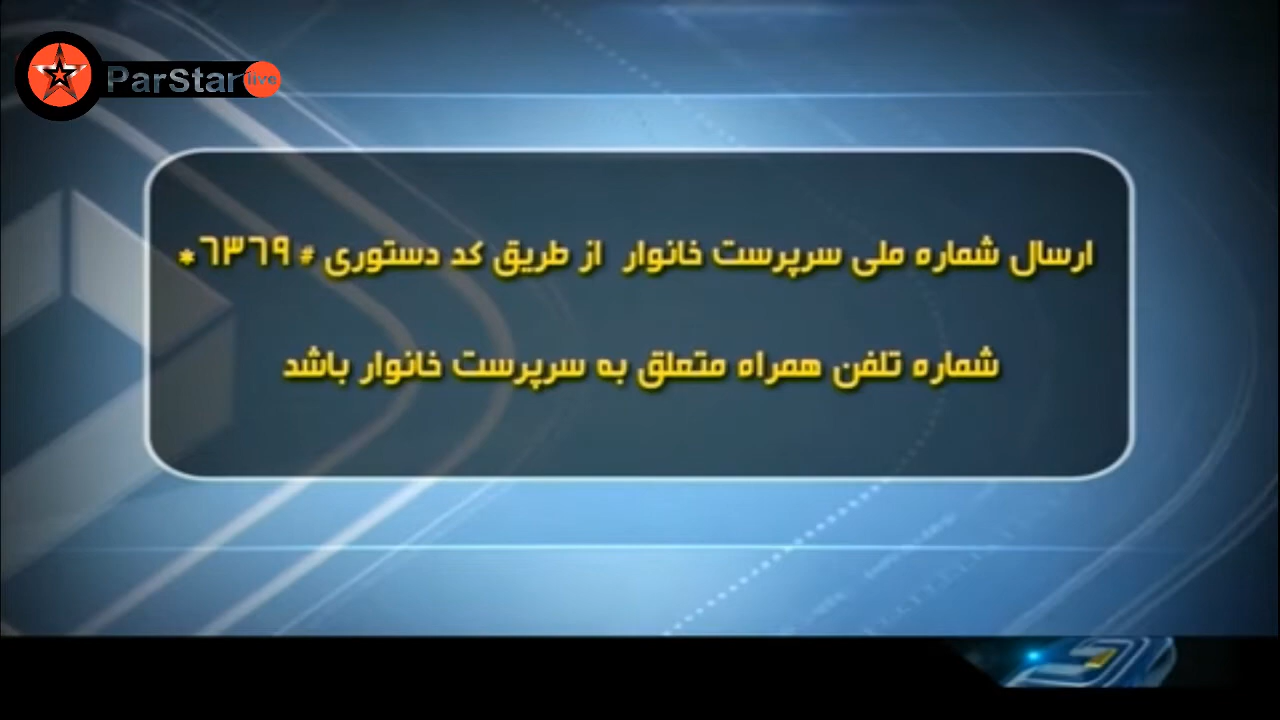 ParStar live
ارسال شماره ملی سرپرست خانوار از طریق کد دستوری # ۶۳۶۹*
شماره تلفن همراه متعلق به سرپرست خانوار باشد